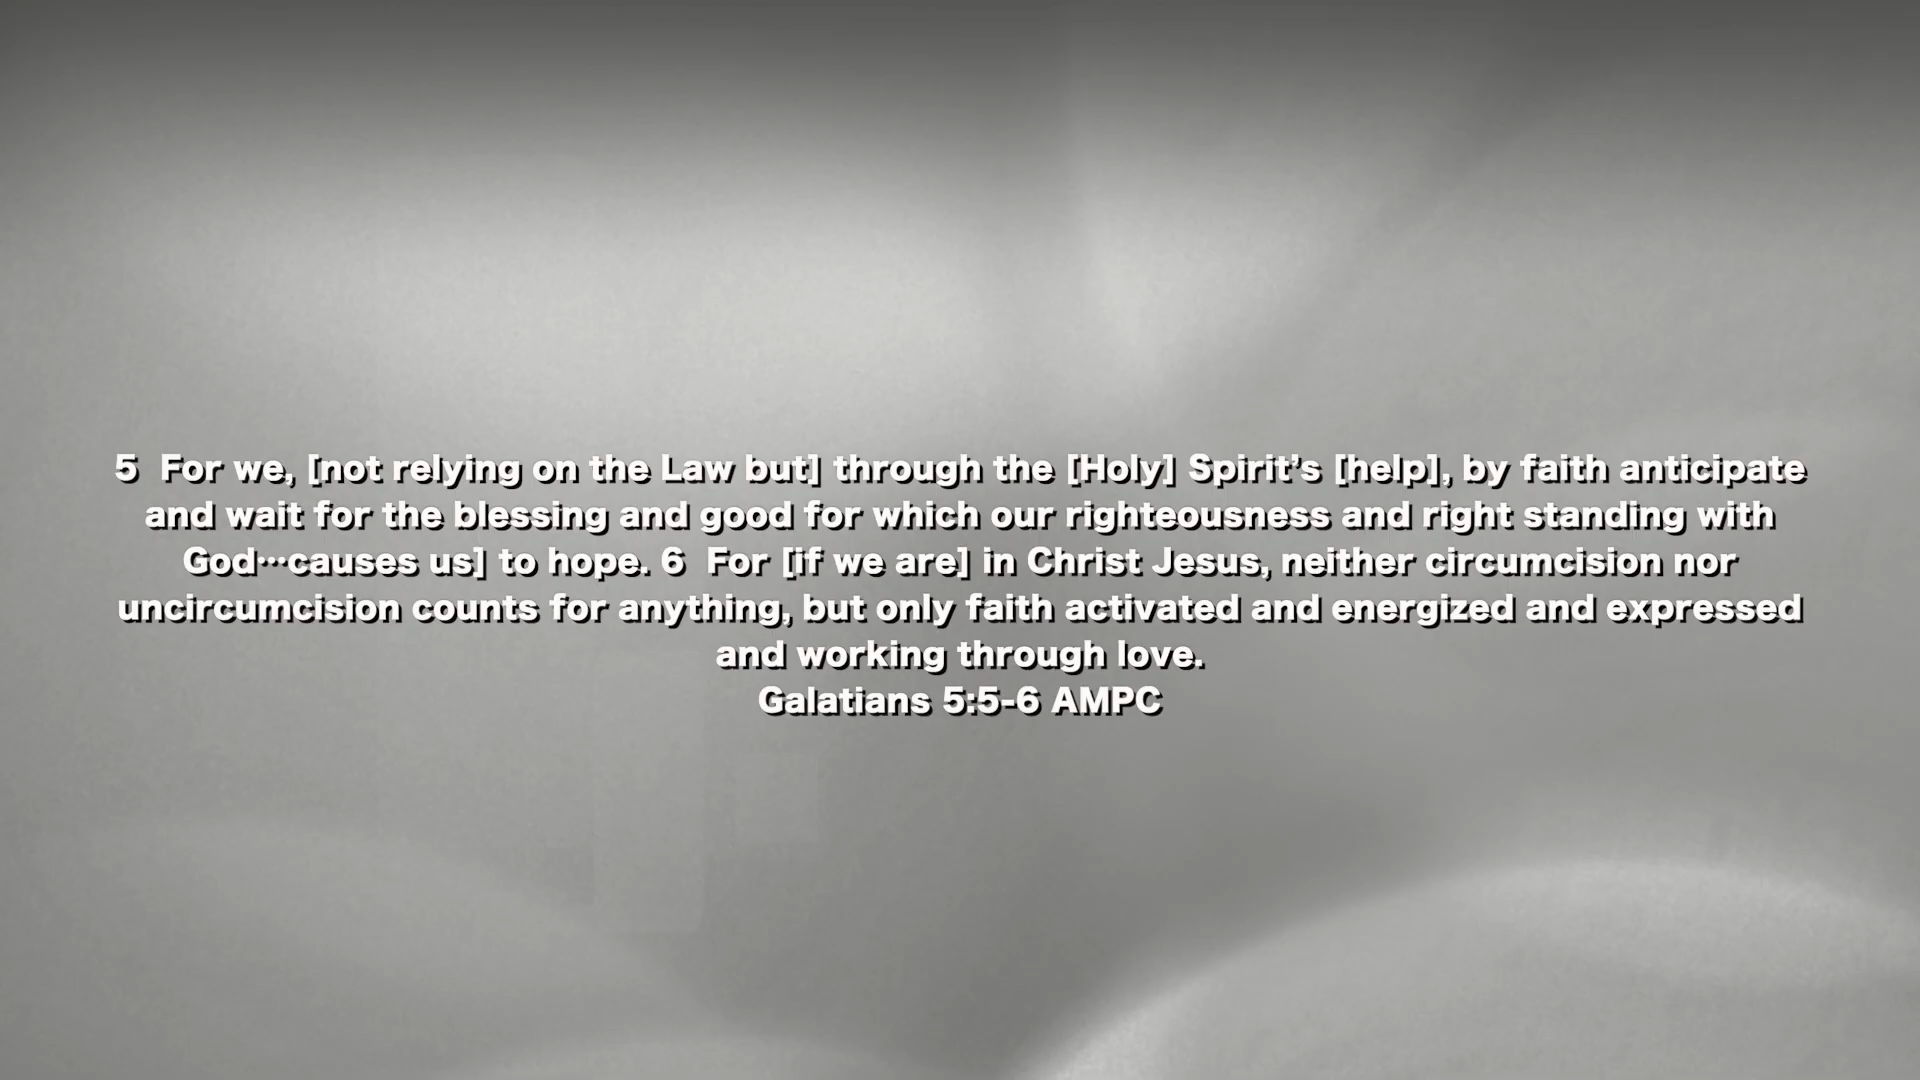 5  For we, [not relying on the Law but] through the [Holy] Spirit’s [help], by faith anticipate
and wait for the blessing and good for which our righteousness and right standing with
God⋯causes us] to hope. 6  For [if we are] in Christ Jesus, neither circumcision nor
uncircumcision counts for anything, but only faith activated and energized and expressed
and working through love.
Galatians 5:5-6 AMPC